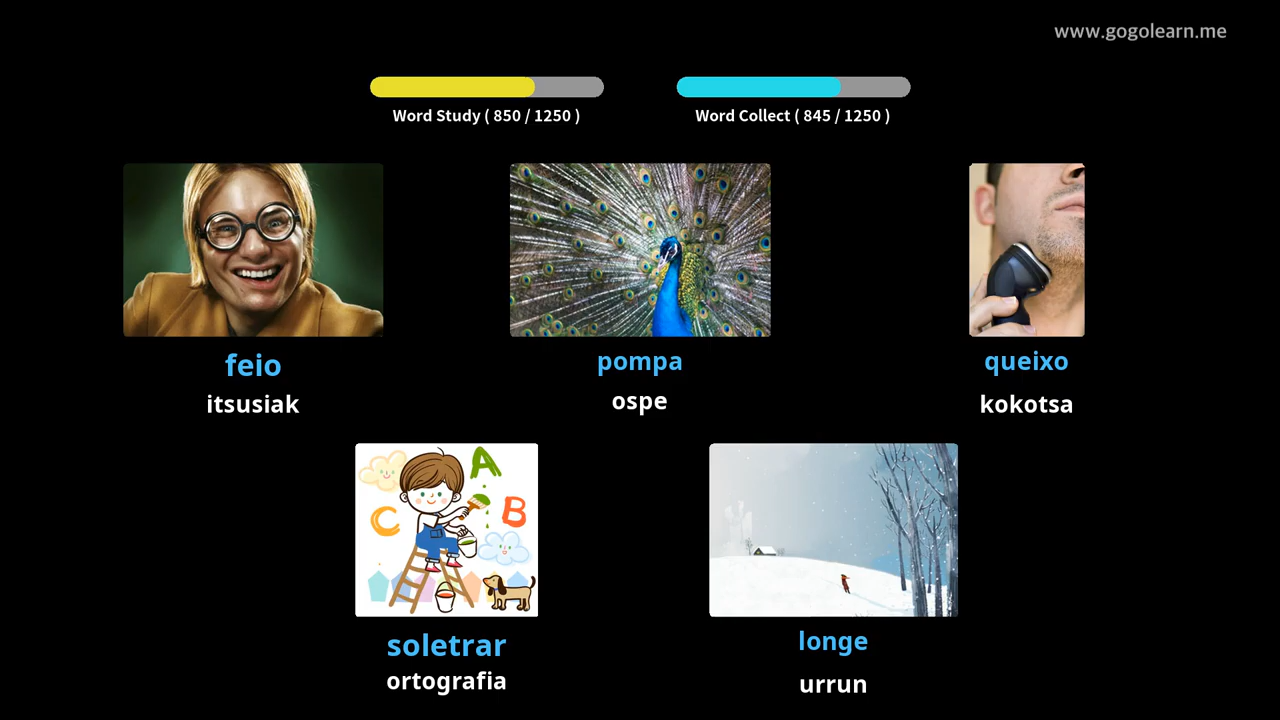 www.gogolearn.me
Word Study ( 850 / 1250 )
Word Collect ( 845 / 1250 )
feio
itsusiak
pompa
ospe
queixo
kokotsa
A
B
C
soletrar
ortografia
longe
urrun